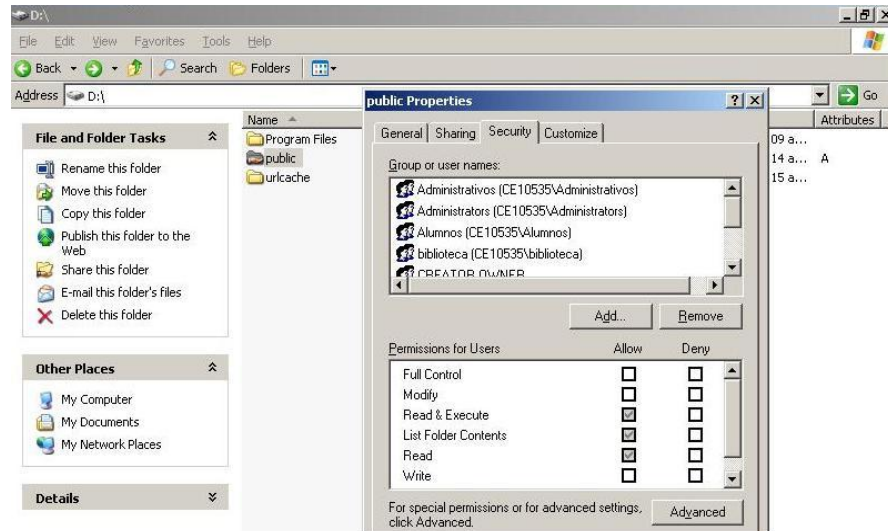 D:\
File Edit View Favorites Tools Help
Back Search Folders
Address D:\ Go
File and Folder Tasks
Rename this folder
Move this folder
Copy this folder
Publish this folder to the
Web
Share this folder
E-mail this folder's files
Delete this folder
Other Places
My Computer
My Documents
My Network Places
Details
Name
Program Files
public
urlcache
Attributes
09 a...
14 a... A
15 a...
public Properties
General Sharing Security Customize
Group or user names:
Administrativos (CE10535\Administrativos)
Administrators (CE10535\Administrators)
Alumnos (CE10535\Alumnos)
biblioteca (CE10535\biblioteca)
CREATOR OWNER
Add... Remove
Permissions for Users Allow Deny
Full Control
Modify
Read & Execute
List Folder Contents
Read
Write
For special permissions or for advanced settings,
click Advanced.
Advanced